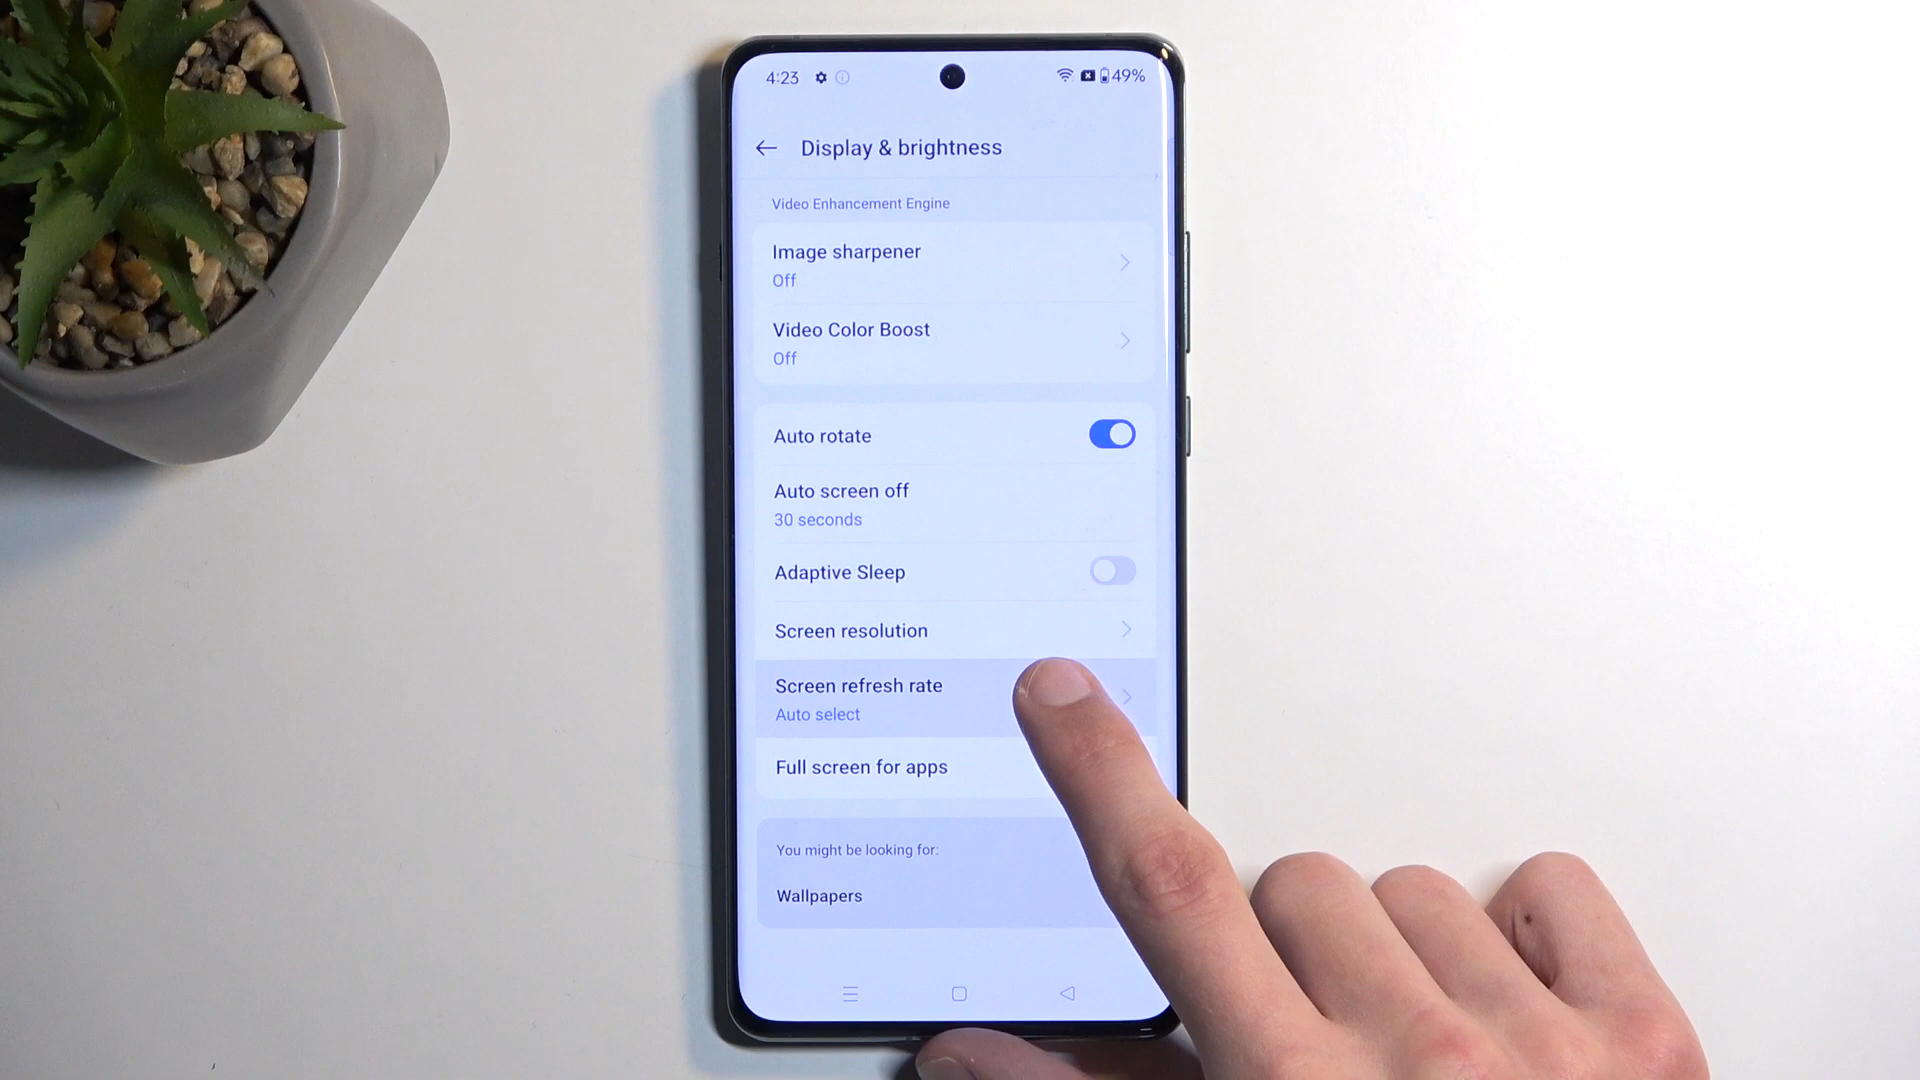 4:23 49%
Display & brightness
Video Enhancement Engine
Image sharpener
Off
Video Color Boost
Off
Auto rotate
Auto screen off
30 seconds
Adaptive Sleep
Screen resolution
Screen refresh rate
Auto select
Full screen for apps
You might be looking for:
Wallpapers